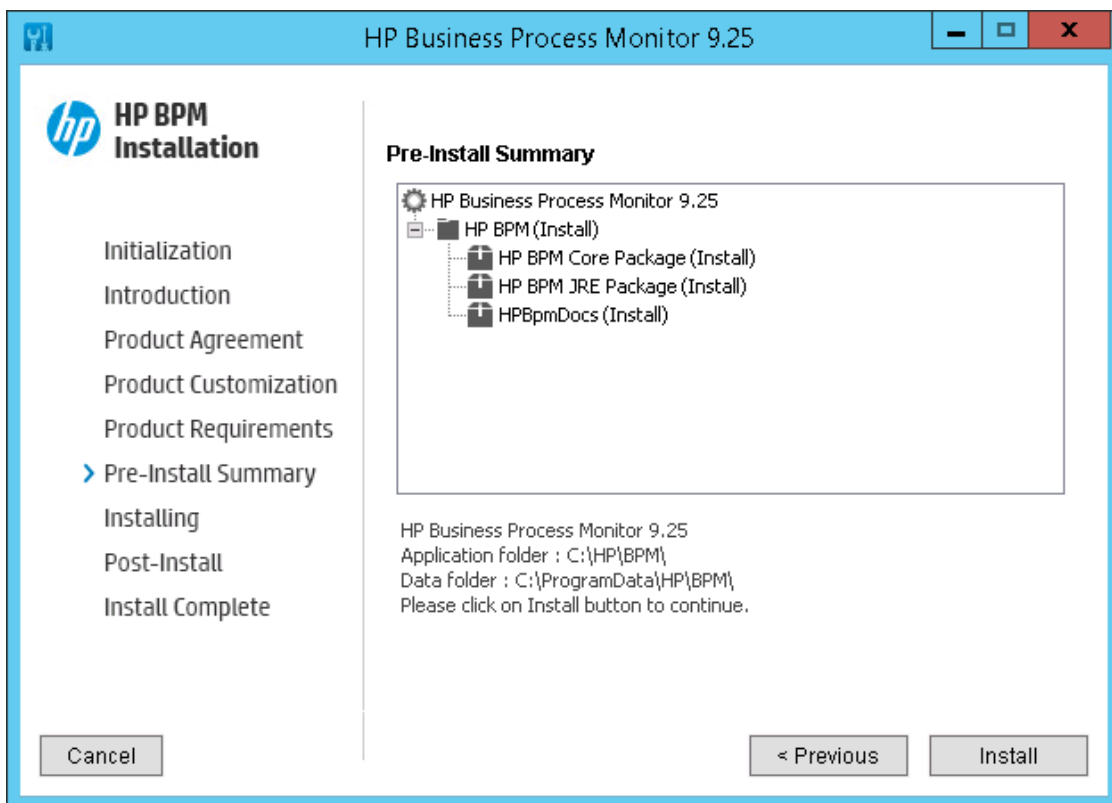 HP Business Process Monitor 9.25
hp
HP BPM
Installation
Initialization
Introduction
Product Agreement
Product Customization
Product Requirements
Pre-Install Summary
Installing
Post-Install
Install Complete
Pre-Install Summary
HP Business Process Monitor 9.25
HP BPM (Install)
HP BPM Core Package (Install)
HP BPM JRE Package (Install)
HPBpmDocs (Install)
HP Business Process Monitor 9.25
Application folder : C:\HP\BPM\
Data folder : C:\ProgramData\HP\BPM\
Please click on Install button to continue.
Cancel
< Previous
Install